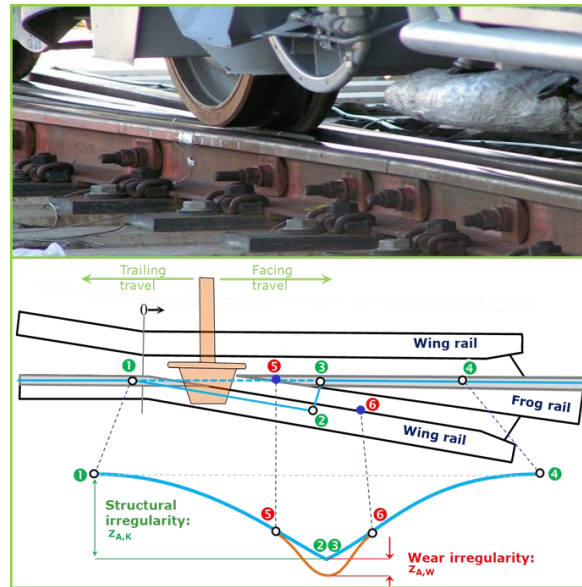 Trailing travel
Facing travel
0→
Wing rail
1
5
3
4
Frog rail
2
6
Wing rail
1
4
Structural irregularity: z_A,K
5
6
2 3
Wear irregularity: z_A,W